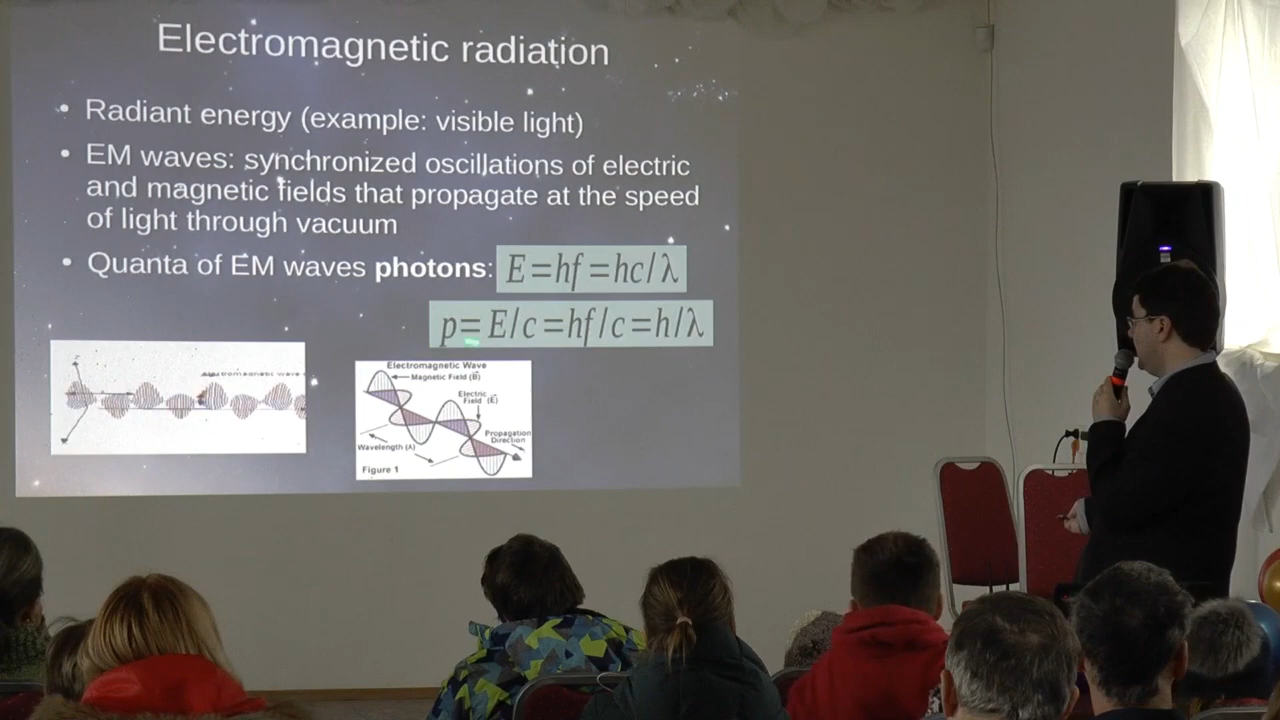 Electromagnetic radiation
• Radiant energy (example: visible light)
• EM waves: synchronized oscillations of electric
and magnetic fields that propagate at the speed
of light through vacuum
• Quanta of EM waves photons: E=hf=hc/λ
p=E/c=hf/c=h/λ
Electromagnetic Wave
Magnetic Field (B)
Electric
Field (E)
Propagation
Direction
Wavelength (λ)
Figure 1